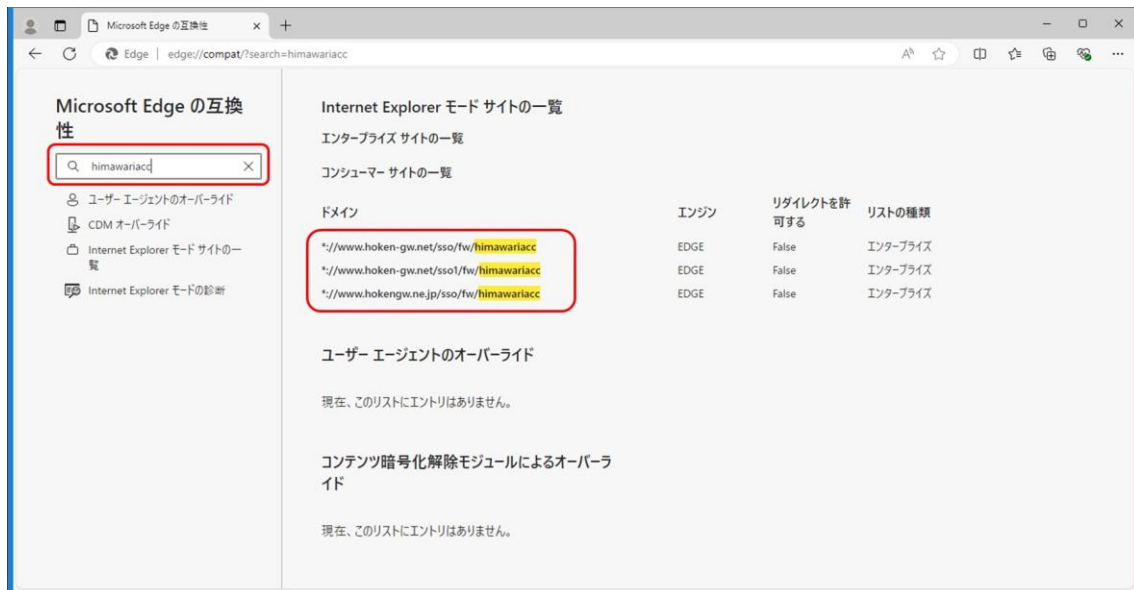 Microsoft Edge の互換性
Edge
edge://compat/?search=himawariacc
Microsoft Edge の互換
性
himawariacc
ユーザー エージェントのオーバーライド
CDM オーバーライド
Internet Explorer モード サイトの一
覧
Internet Explorer モードの診断
Internet Explorer モード サイトの一覧
エンタープライズ サイトの一覧
コンシューマー サイトの一覧
ドメイン エンジン リダイレクトを許可する リストの種類
*://www.hoken-gw.net/sso/fw/himawariacc EDGE False エンタープライズ
*://www.hoken-gw.net/sso1/fw/himawariacc EDGE False エンタープライズ
*://www.hokengw.ne.jp/sso/fw/himawariacc EDGE False エンタープライズ
ユーザー エージェントのオーバーライド
現在、このリストにエントリはありません。
コンテンツ暗号化解除モジュールによるオーバーラ
イド
現在、このリストにエントリはありません。